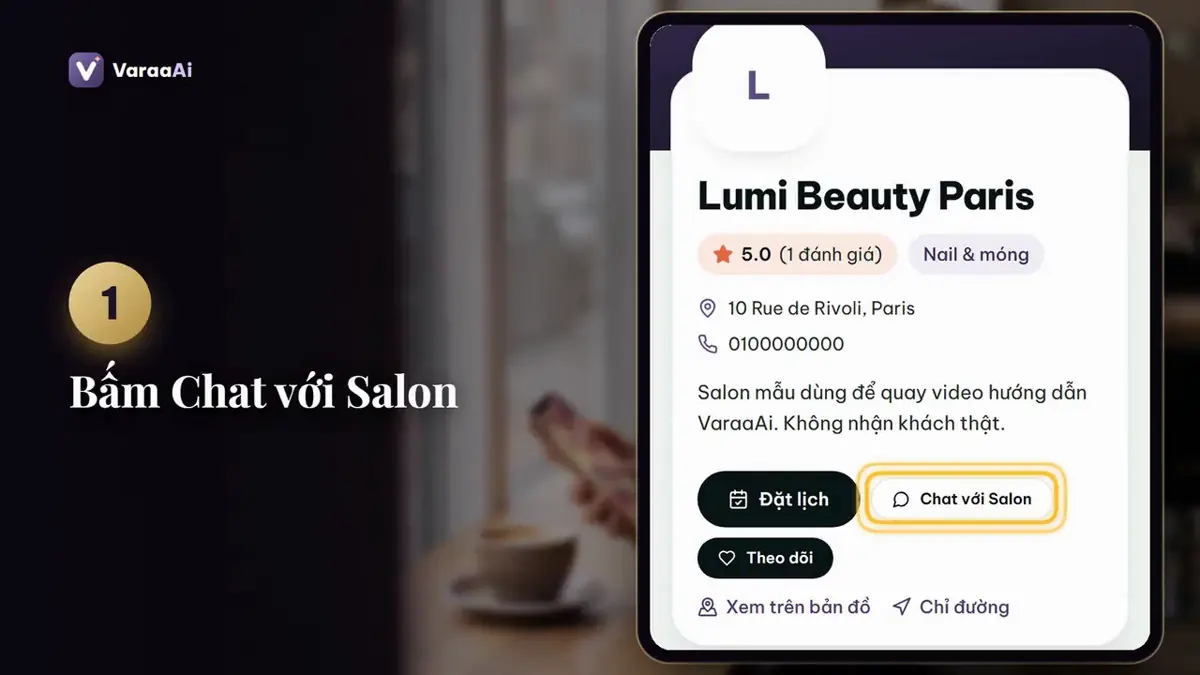 VaraaAi
1
Bấm Chat với Salon
L
Lumi Beauty Paris
5.0 (1 đánh giá)
Nail & móng
10 Rue de Rivoli, Paris
0100000000
Salon mẫu dùng để quay video hướng dẫn
VaraaAi. Không nhận khách thật.
Đặt lịch
Chat với Salon
Theo dõi
Xem trên bản đồ
Chỉ đường